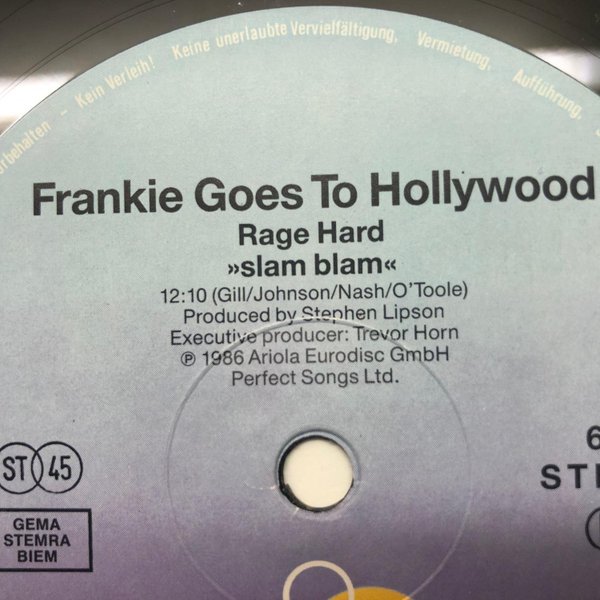 Keine unerlaubte Vervielfältigung, Vermietung, Aufführung,
- Kein Verleih!
Frankie Goes To Hollywood
Rage Hard
»slam blam«
12:10 (Gill/Johnson/Nash/O'Toole)
Produced by Stephen Lipson
Executive producer: Trevor Horn
℗ 1986 Ariola Eurodisc GmbH
Perfect Songs Ltd.
ST 45
GEMA
STEMRA
BIEM